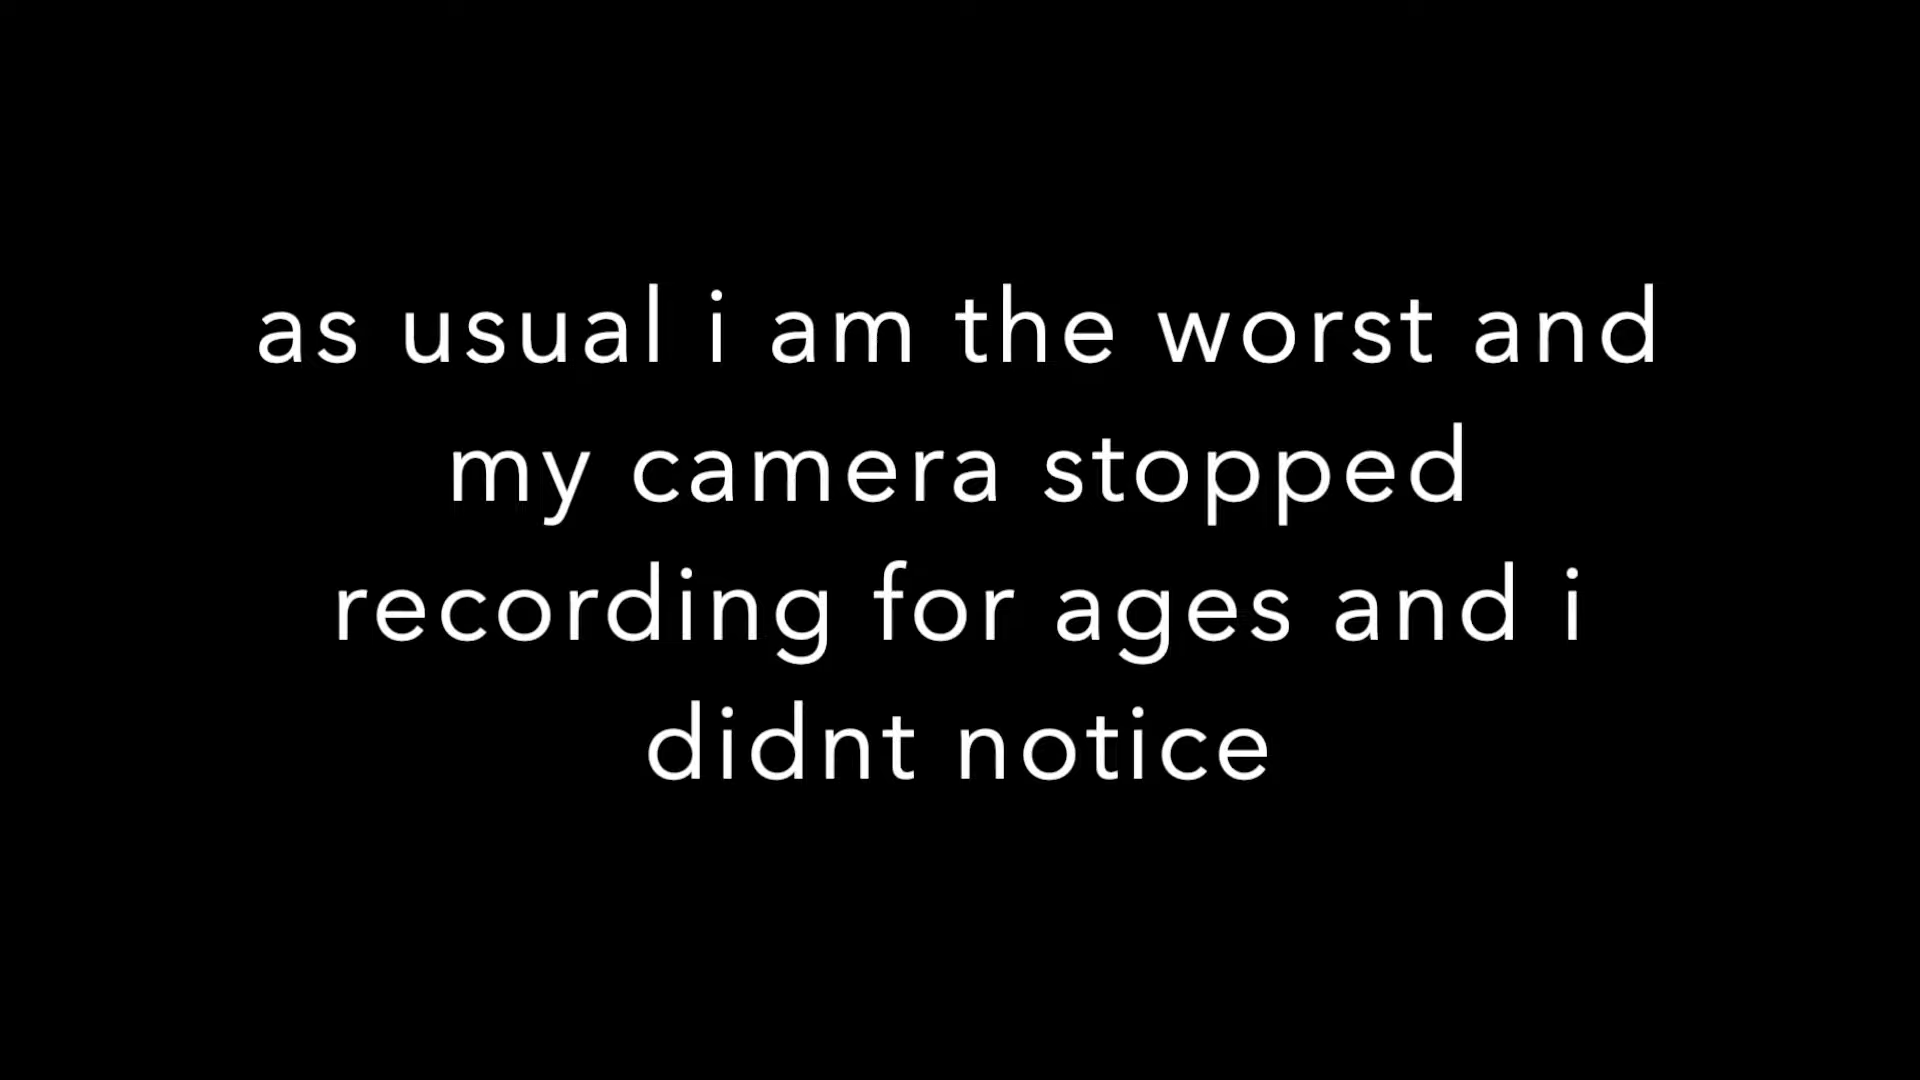 as usual i am the worst and
my camera stopped
recording for ages and i
didnt notice